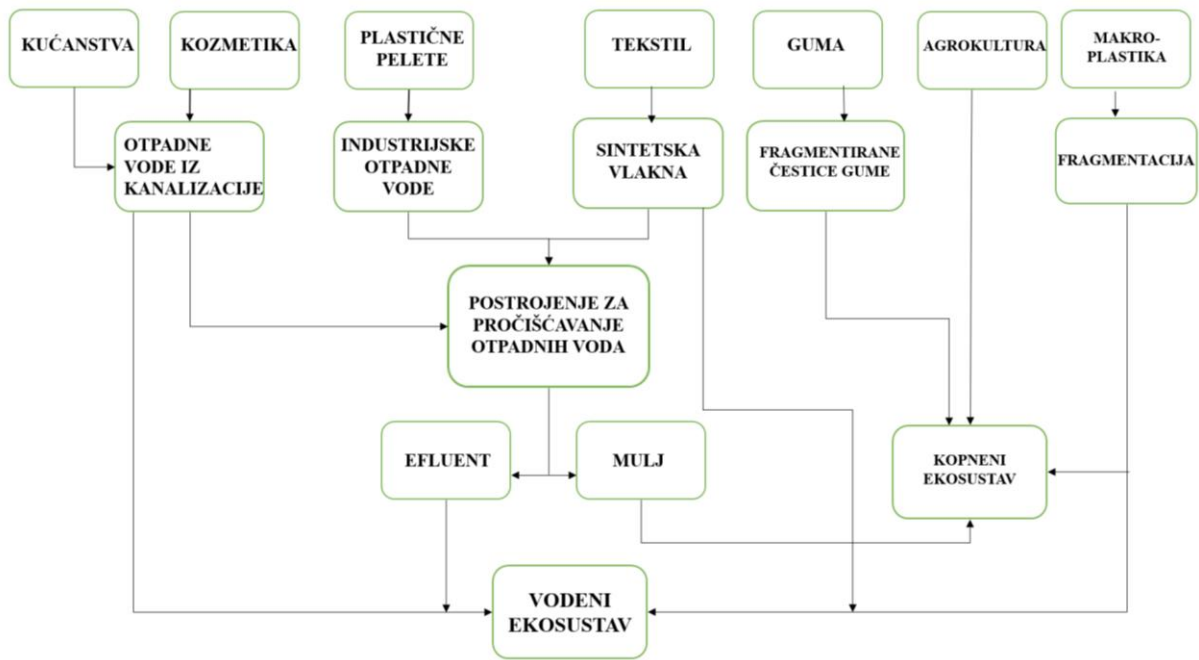 KUĆANSTVA
KOZMETIKA
PLASTIČNE
PELETE
TEKSTIL
GUMA
AGROKULTURA
MAKRO-
PLASTIKA
OTPADNE
VODE IZ
KANALIZACIJE
INDUSTRIJSKE
OTPADNE
VODE
SINTETSKA
VLAKNA
FRAGMENTIRANE
ČESTICE GUME
FRAGMENTACIJA
POSTROJENJE ZA
PROČIŠĆAVANJE
OTPADNIH VODA
EFLUENT
MULJ
KOPNENI
EKOSUSTAV
VODENI
EKOSUSTAV